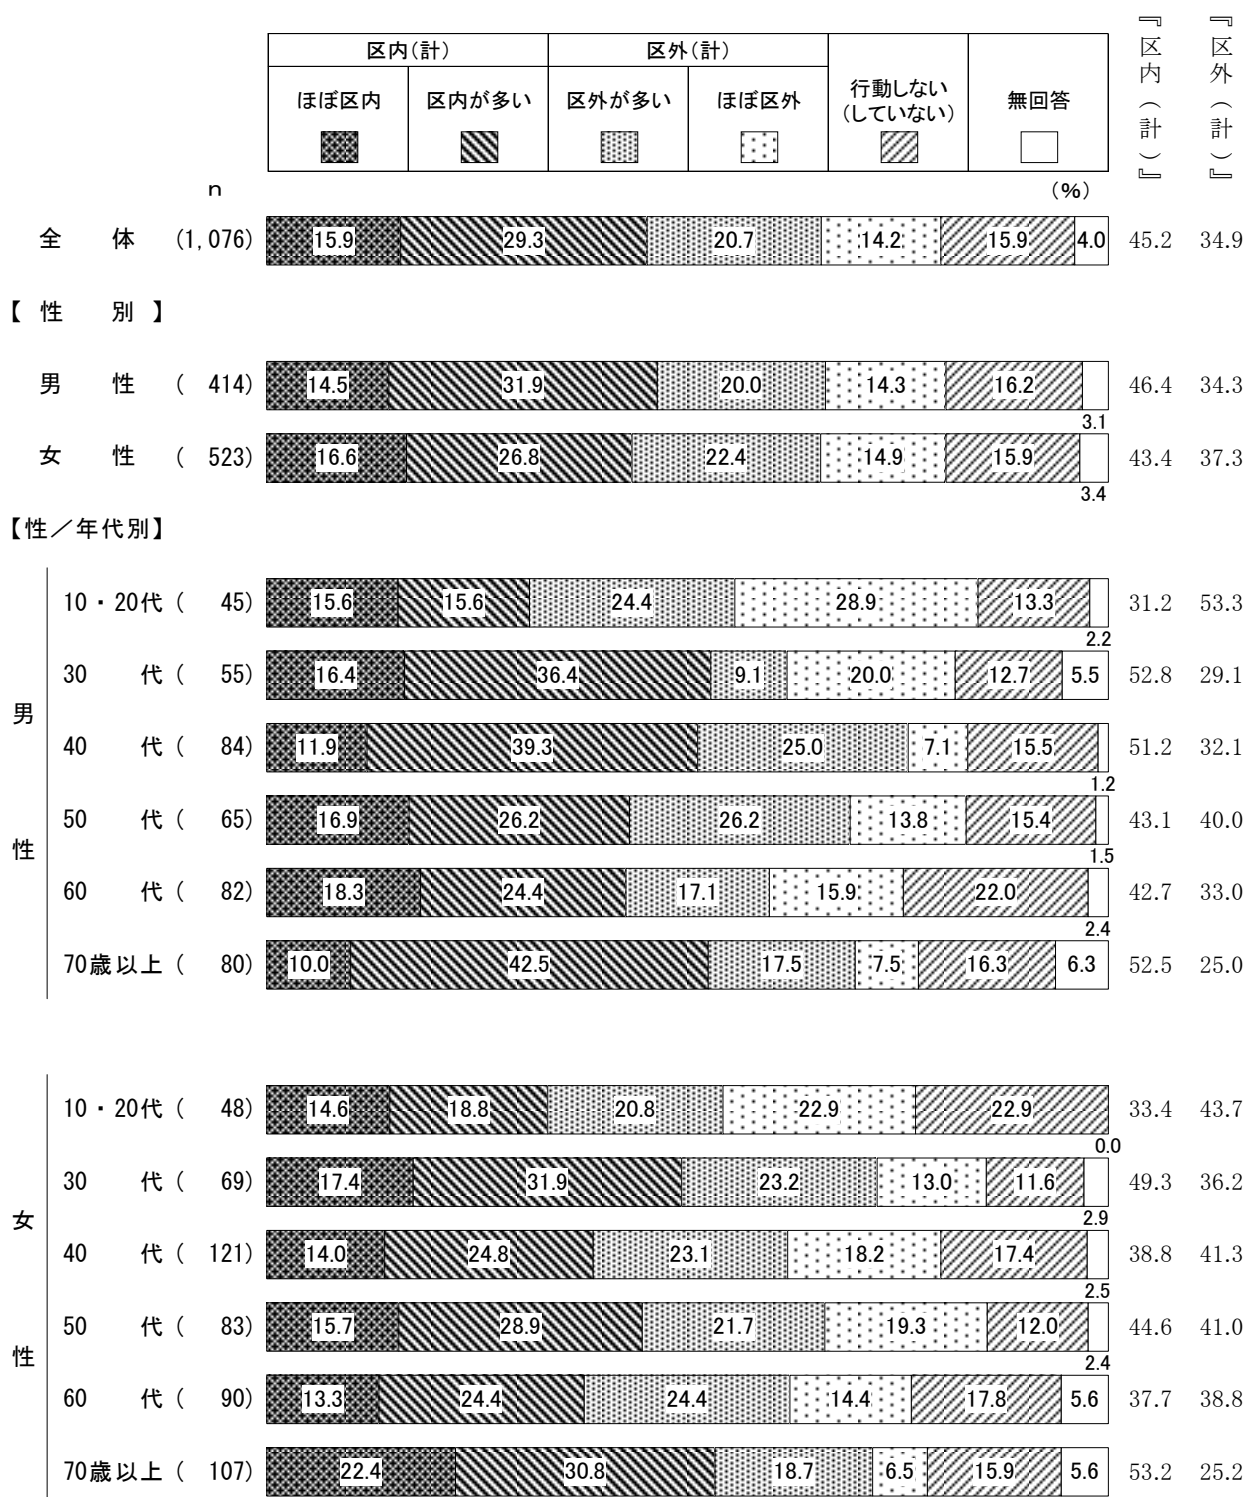 『区内（計）』 『区外（計）』
区内（計） 区外（計）
ほぼ区内 区内が多い 区外が多い ほぼ区外 行動しない（していない） 無回答
n （%）
全体 (1,076) 15.9 29.3 20.7 14.2 15.9 4.0 45.2 34.9
【性別】
男性 ( 414) 14.5 31.9 20.0 14.3 16.2 3.1 46.4 34.3
女性 ( 523) 16.6 26.8 22.4 14.9 15.9 3.4 43.4 37.3
【性／年代別】
男性
10・20代 ( 45) 15.6 15.6 24.4 28.9 13.3 2.2 31.2 53.3
30代 ( 55) 16.4 36.4 9.1 20.0 12.7 5.5 52.8 29.1
40代 ( 84) 11.9 39.3 25.0 7.1 15.5 1.2 51.2 32.1
50代 ( 65) 16.9 26.2 26.2 13.8 15.4 1.5 43.1 40.0
60代 ( 82) 18.3 24.4 17.1 15.9 22.0 2.4 42.7 33.0
70歳以上 ( 80) 10.0 42.5 17.5 7.5 16.3 6.3 52.5 25.0
女性
10・20代 ( 48) 14.6 18.8 20.8 22.9 22.9 0.0 33.4 43.7
30代 ( 69) 17.4 31.9 23.2 13.0 11.6 2.9 49.3 36.2
40代 ( 121) 14.0 24.8 23.1 18.2 17.4 2.5 38.8 41.3
50代 ( 83) 15.7 28.9 21.7 19.3 12.0 2.4 44.6 41.0
60代 ( 90) 13.3 24.4 24.4 14.4 17.8 5.6 37.7 38.8
70歳以上 ( 107) 22.4 30.8 18.7 6.5 15.9 5.6 53.2 25.2